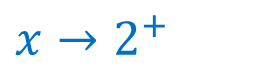 x → 2⁺